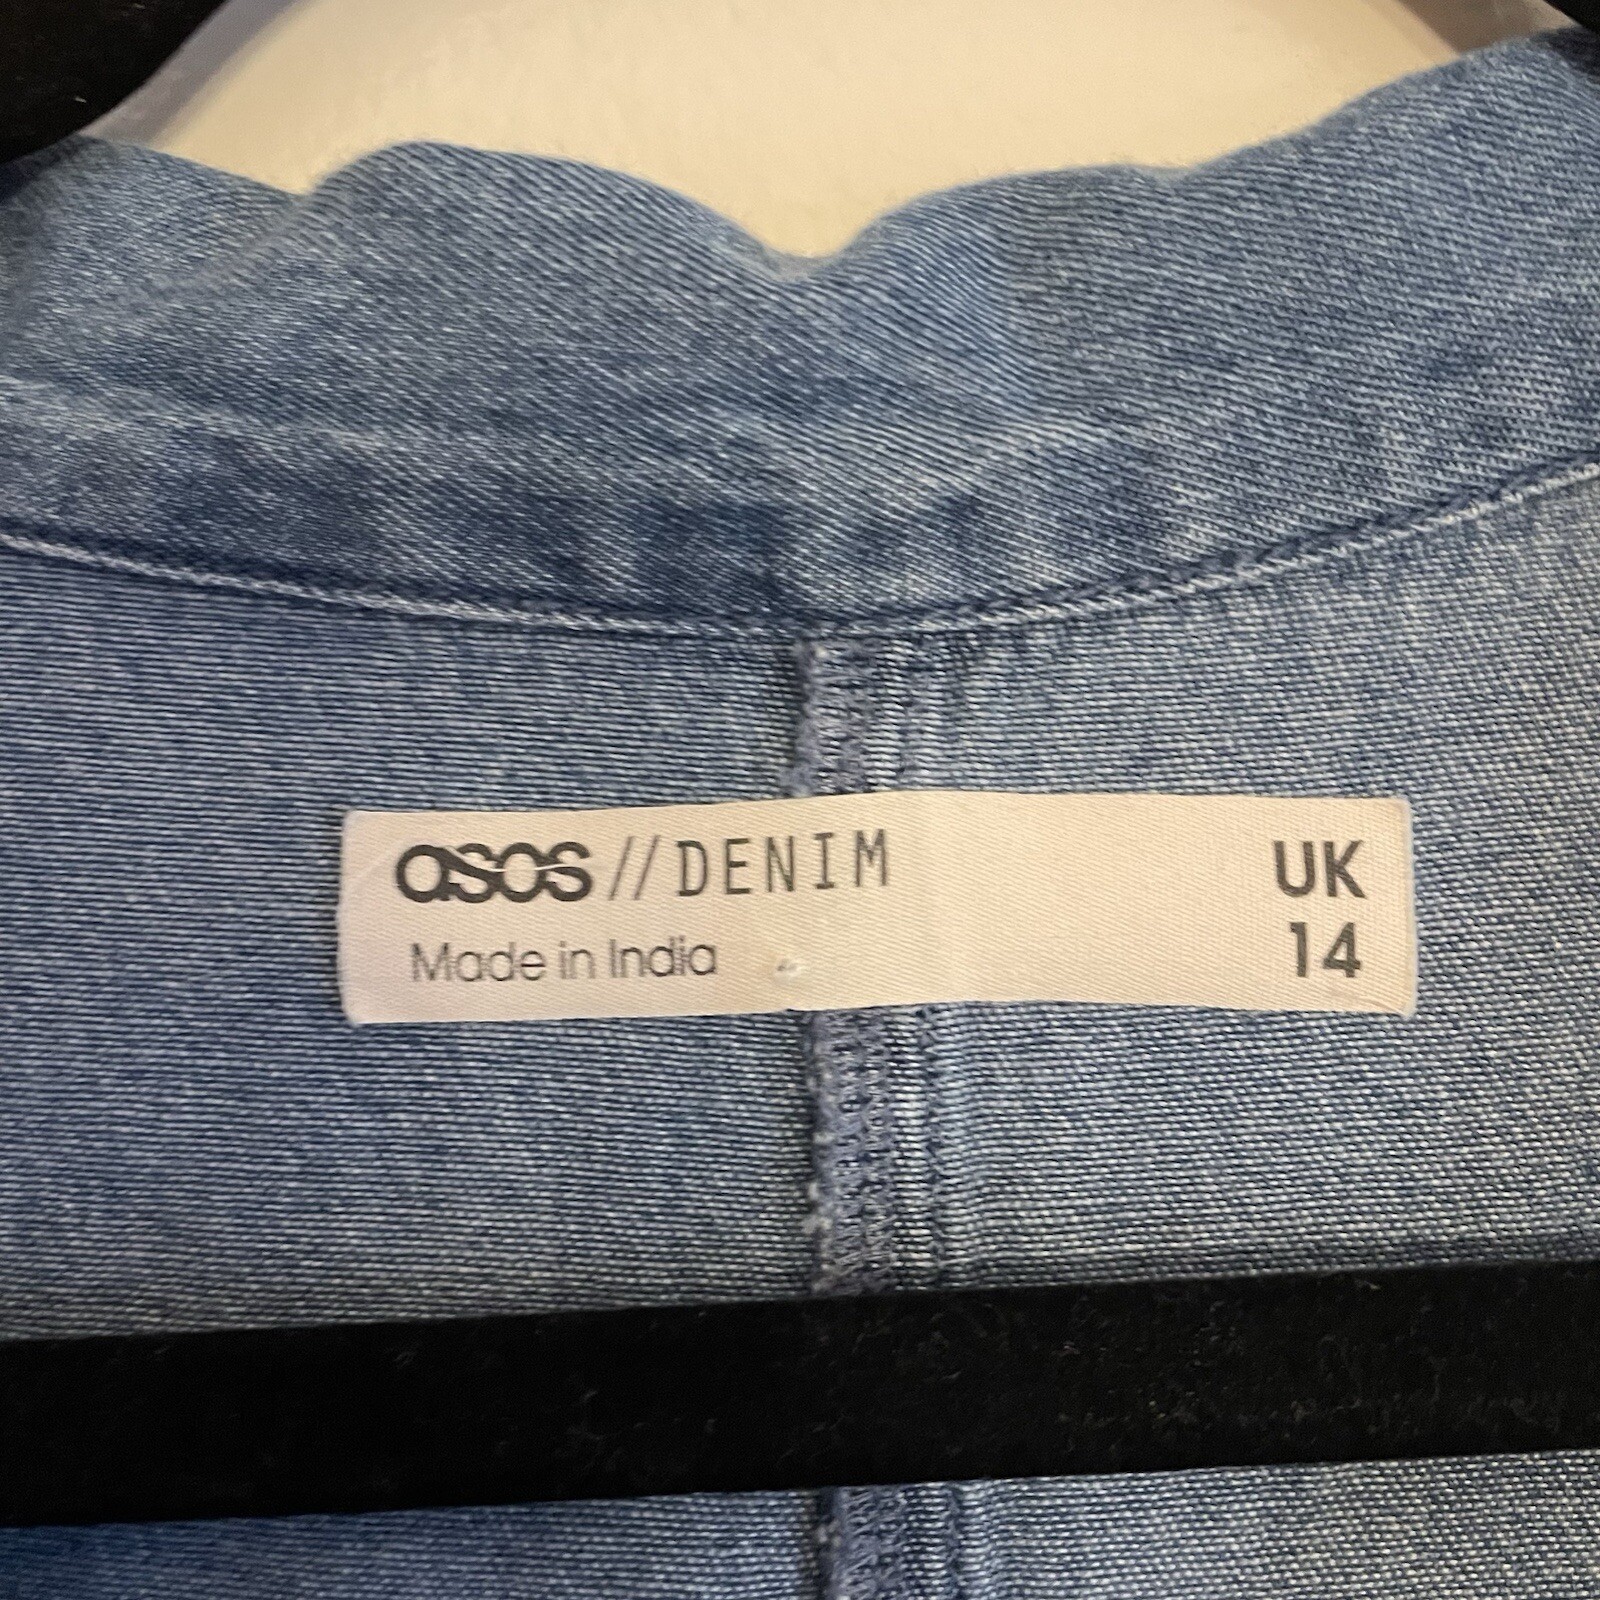 asos // DENIM
Made in India
UK
14